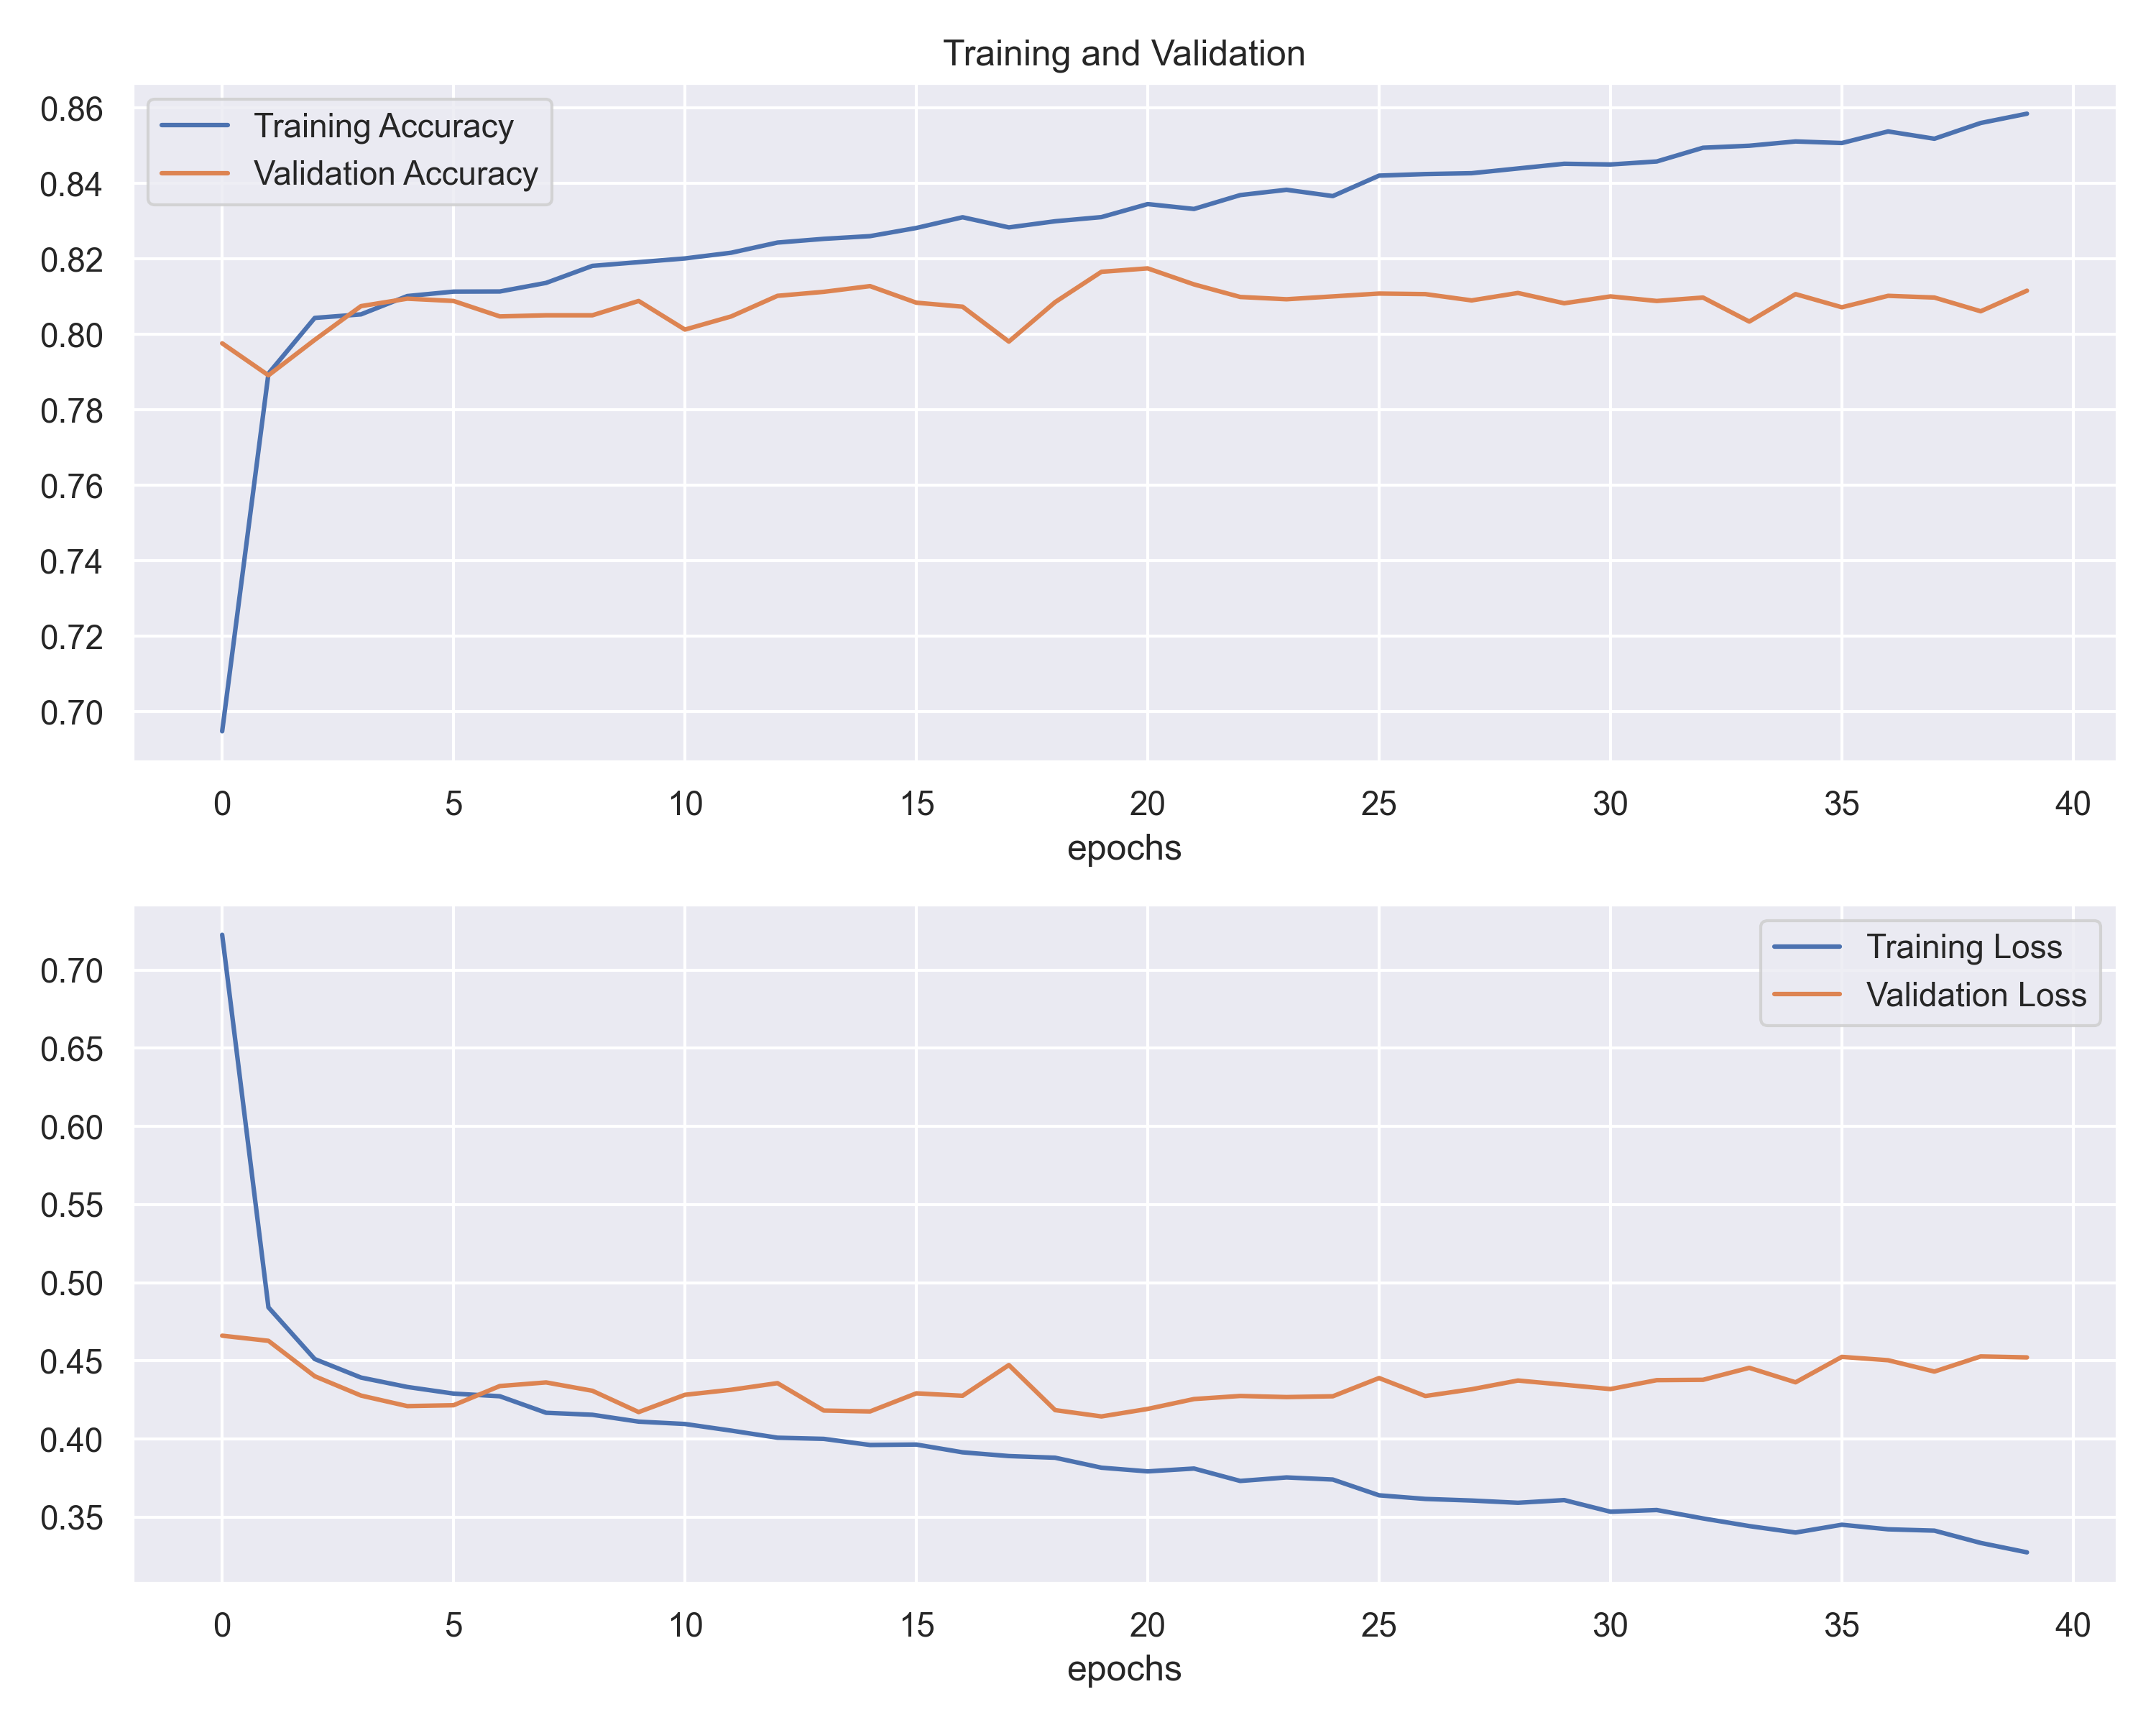 Training and Validation
Training Accuracy
Validation Accuracy
0.86
0.84
0.82
0.80
0.78
0.76
0.74
0.72
0.70
0 5 10 15 20 25 30 35 40
epochs
Training Loss
Validation Loss
0.70
0.65
0.60
0.55
0.50
0.45
0.40
0.35
0 5 10 15 20 25 30 35 40
epochs